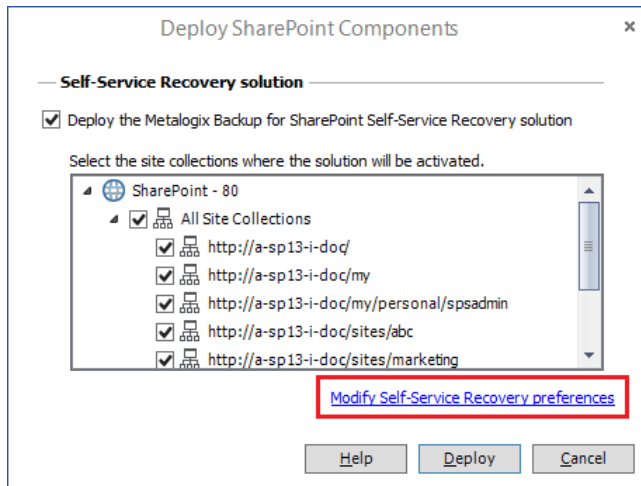 Deploy SharePoint Components
Self-Service Recovery solution
Deploy the Metalogix Backup for SharePoint Self-Service Recovery solution
Select the site collections where the solution will be activated.
SharePoint - 80
All Site Collections
http://a-sp13-i-doc/
http://a-sp13-i-doc/my
http://a-sp13-i-doc/my/personal/spsadmin
http://a-sp13-i-doc/sites/abc
http://a-sp13-i-doc/sites/marketing
Modify Self-Service Recovery preferences
Help Deploy Cancel